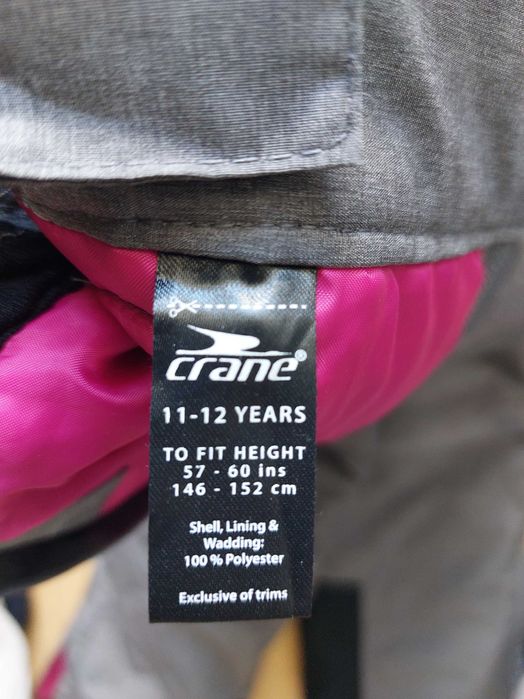 crane®
11-12 YEARS
TO FIT HEIGHT
57 - 60 ins
146 - 152 cm
Shell, Lining &
Wadding:
100 % Polyester
Exclusive of trims